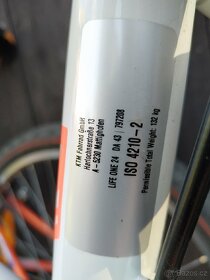 KTM Fahrrad GmbH
Harlochnerstraße 13
A - 5230 Mattighofen
LIFE ONE 24 DA 43 / 797208
ISO 4210-2
Permissible Total Weight: 132 kg